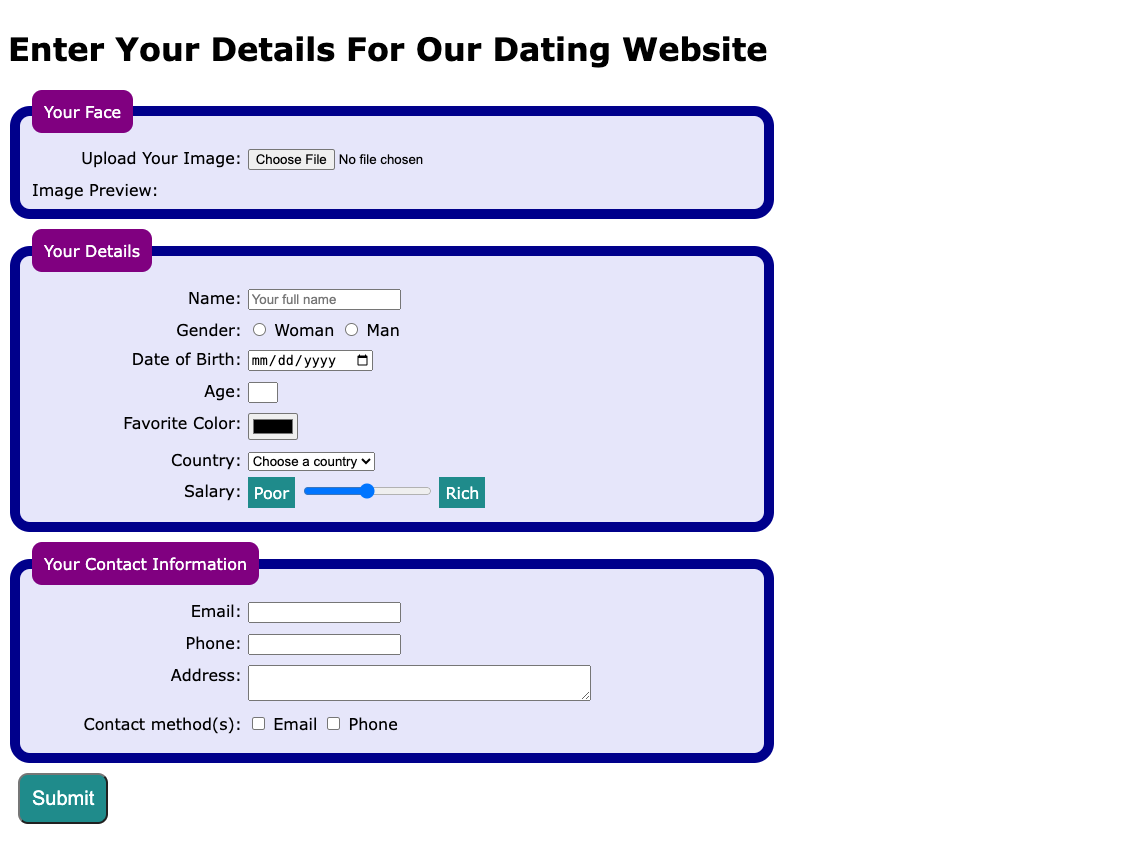 Enter Your Details For Our Dating Website
Your Face
Upload Your Image: Choose File No file chosen
Image Preview:
Your Details
Name: Your full name
Gender: Woman Man
Date of Birth: mm/dd/yyyy
Age:
Favorite Color:
Country: Choose a country
Salary: Poor Rich
Your Contact Information
Email:
Phone:
Address:
Contact method(s): Email Phone
Submit